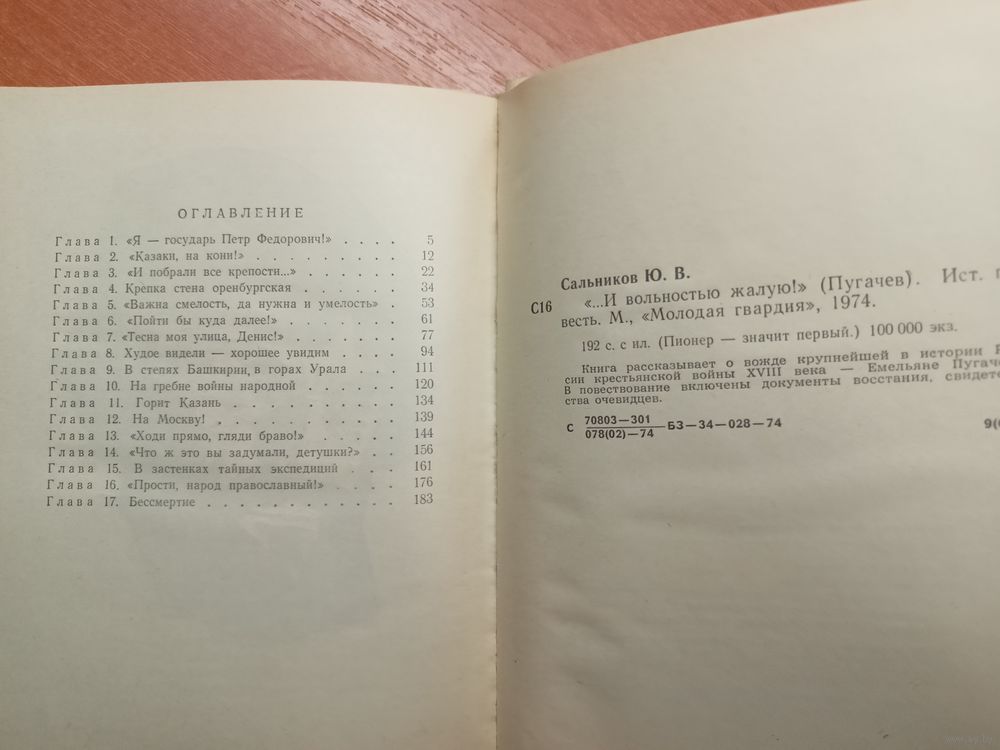 ОГЛАВЛЕНИЕ
Глава 1. «Я — государь Петр Федорович!» . . . . 5
Глава 2. «Казаки, на кони!» . . . . . . . . . 12
Глава 3. «И побрали все крепости...» . . . . . . 22
Глава 4. Крепка стена оренбургская . . . . . . 34
Глава 5. «Важна смелость, да нужна и умелость» . 53
Глава 6. «Пойти бы куда далее!» . . . . . . . 61
Глава 7. «Тесна моя улица, Денис!» . . . . . . 77
Глава 8. Худое видели — хорошее увидим . . . . 94
Глава 9. В степях Башкирии, в горах Урала . . . 111
Глава 10. На гребне войны народной . . . . . . 120
Глава 11. Горит Казань . . . . . . . . . . 134
Глава 12. На Москву! . . . . . . . . . . . 139
Глава 13. «Ходи прямо, гляди браво!» . . . . . 144
Глава 14. «Что ж это вы задумали, детушки?» . . 156
Глава 15. В застенках тайных экспедиций . . . 161
Глава 16. «Прости, народ православный!» . . . . 176
Глава 17. Бессмертие . . . . . . . . . . . . 183
Сальников Ю. В.
С16 «...И вольностью жалую!» (Пугачев). Ист. п
весть. М., «Молодая гвардия», 1974.
192 с. с ил. (Пионер — значит первый.) 100 000 экз.
Книга рассказывает о вожде крупнейшей в истории
сии крестьянской войны XVIII века — Емельяне Пугаче
В повествование включены документы восстания, свидете
ства очевидцев.
С 70803—301
078(02)—74 БЗ—34—028—74 9(